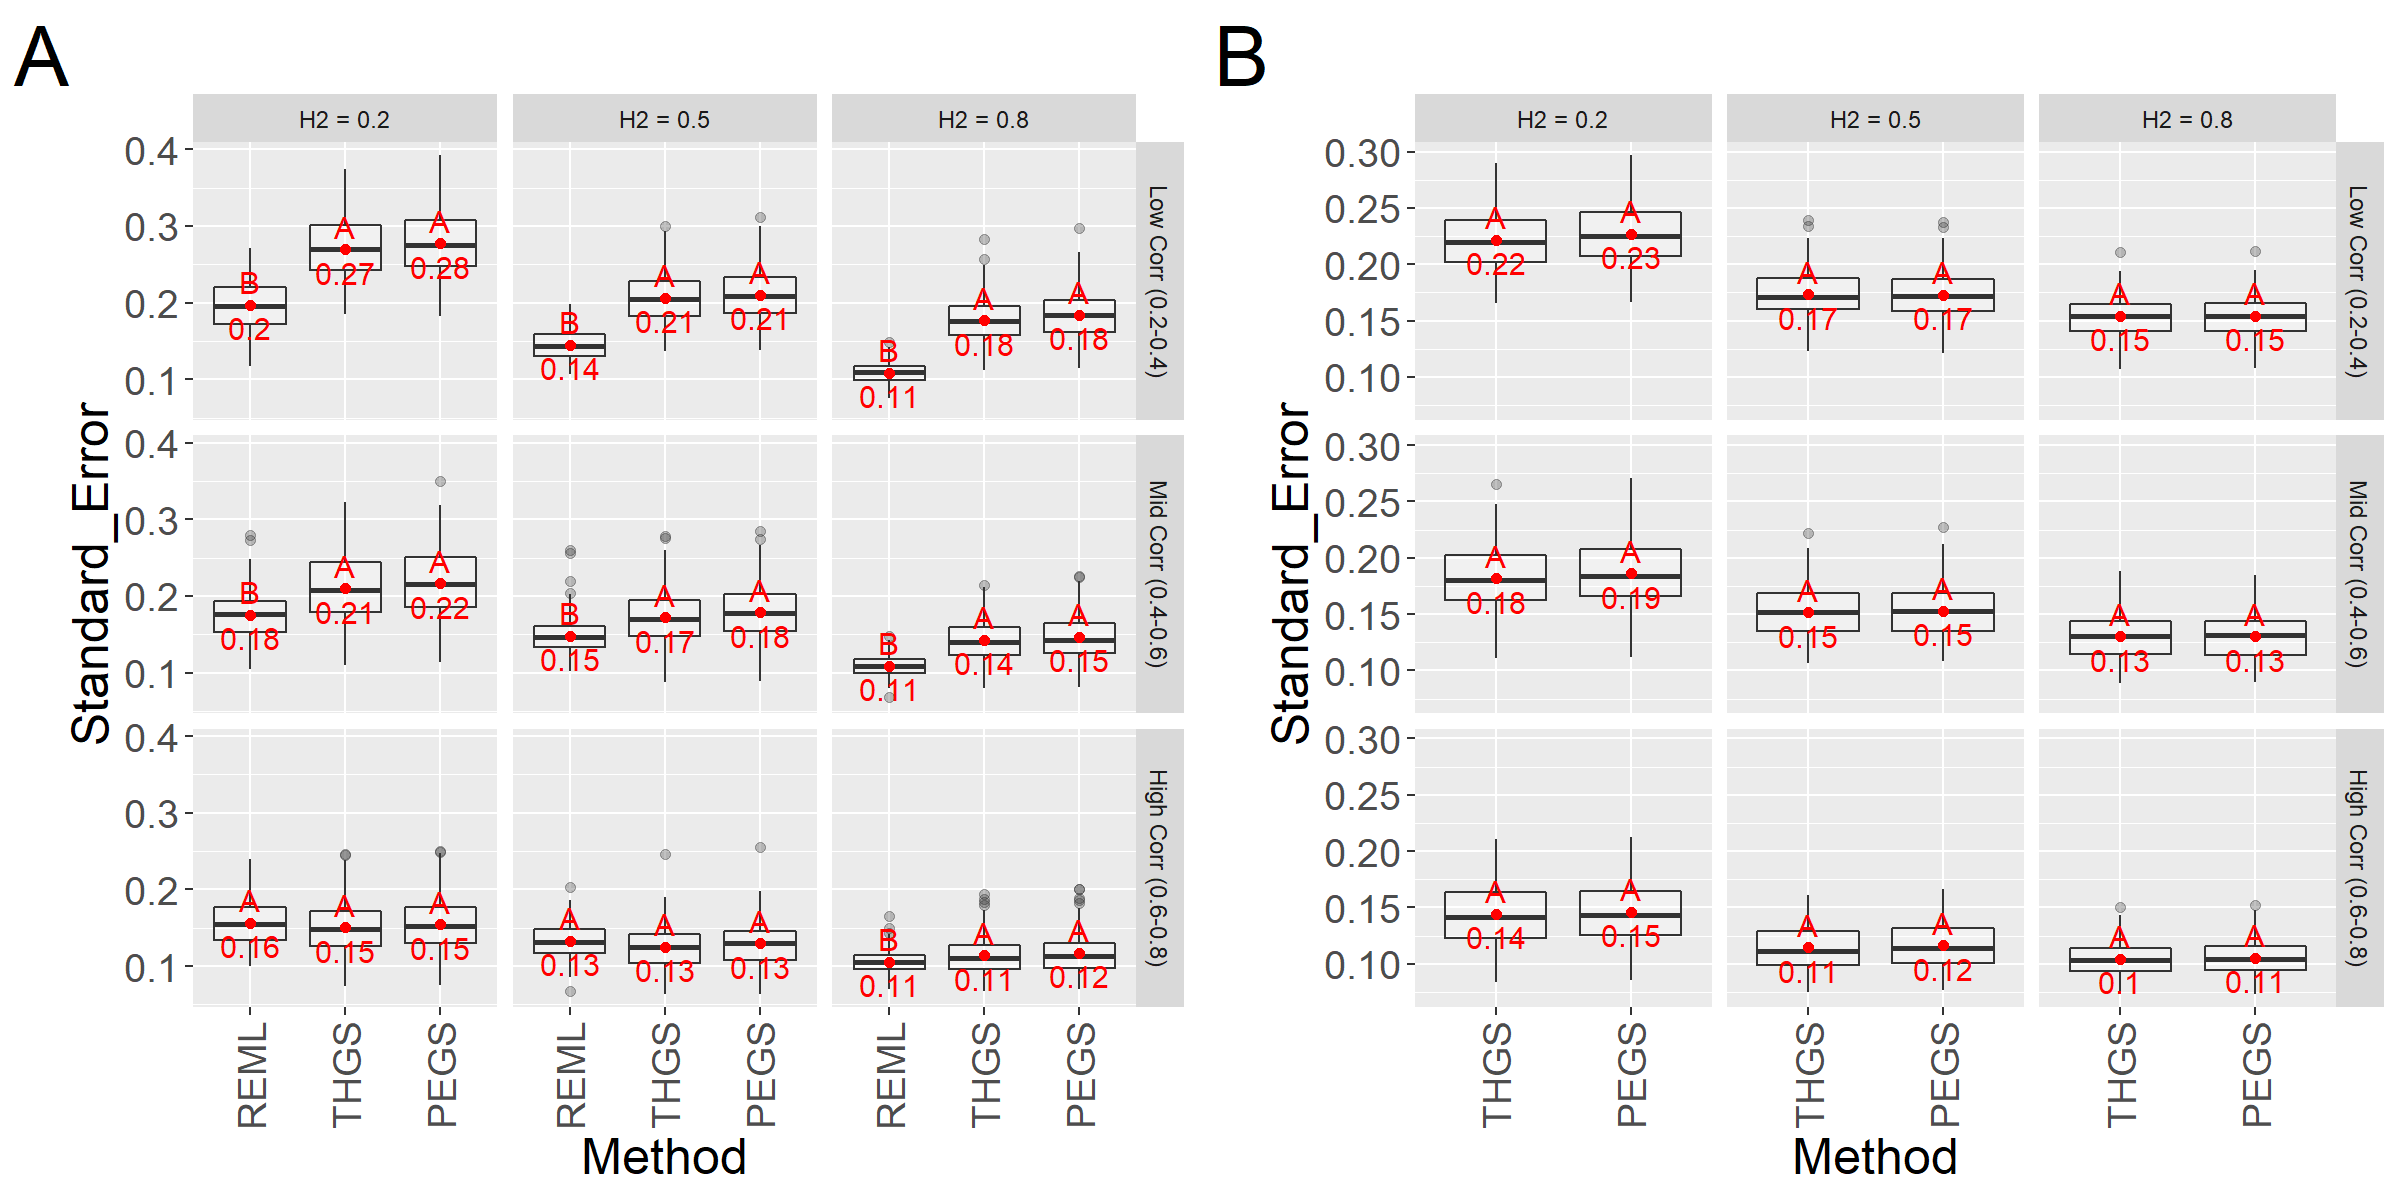 A
H2 = 0.2 H2 = 0.5 H2 = 0.8
Standard_Error
0.4
0.3
0.2
0.1
B 0.2 A 0.27 A 0.28
B 0.14 A 0.21 A 0.21
B 0.11 A 0.18 A 0.18
Low Corr (0.2-0.4)
0.4
0.3
0.2
0.1
B 0.18 A 0.21 A 0.22
B 0.15 A 0.17 A 0.18
B 0.11 A 0.14 A 0.15
Mid Corr (0.4-0.6)
0.4
0.3
0.2
0.1
A 0.16 A 0.15 A 0.15
A 0.13 A 0.13 A 0.13
B 0.11 A 0.11 A 0.12
High Corr (0.6-0.8)
REML THGS PEGS REML THGS PEGS REML THGS PEGS
Method
B
H2 = 0.2 H2 = 0.5 H2 = 0.8
Standard_Error
0.30
0.25
0.20
0.15
0.10
A 0.22 A 0.23
A 0.17 A 0.17
A 0.15 A 0.15
Low Corr (0.2-0.4)
0.30
0.25
0.20
0.15
0.10
A 0.18 A 0.19
A 0.15 A 0.15
A 0.13 A 0.13
Mid Corr (0.4-0.6)
0.30
0.25
0.20
0.15
0.10
A 0.14 A 0.15
A 0.11 A 0.12
A 0.1 A 0.11
High Corr (0.6-0.8)
THGS PEGS THGS PEGS THGS PEGS
Method